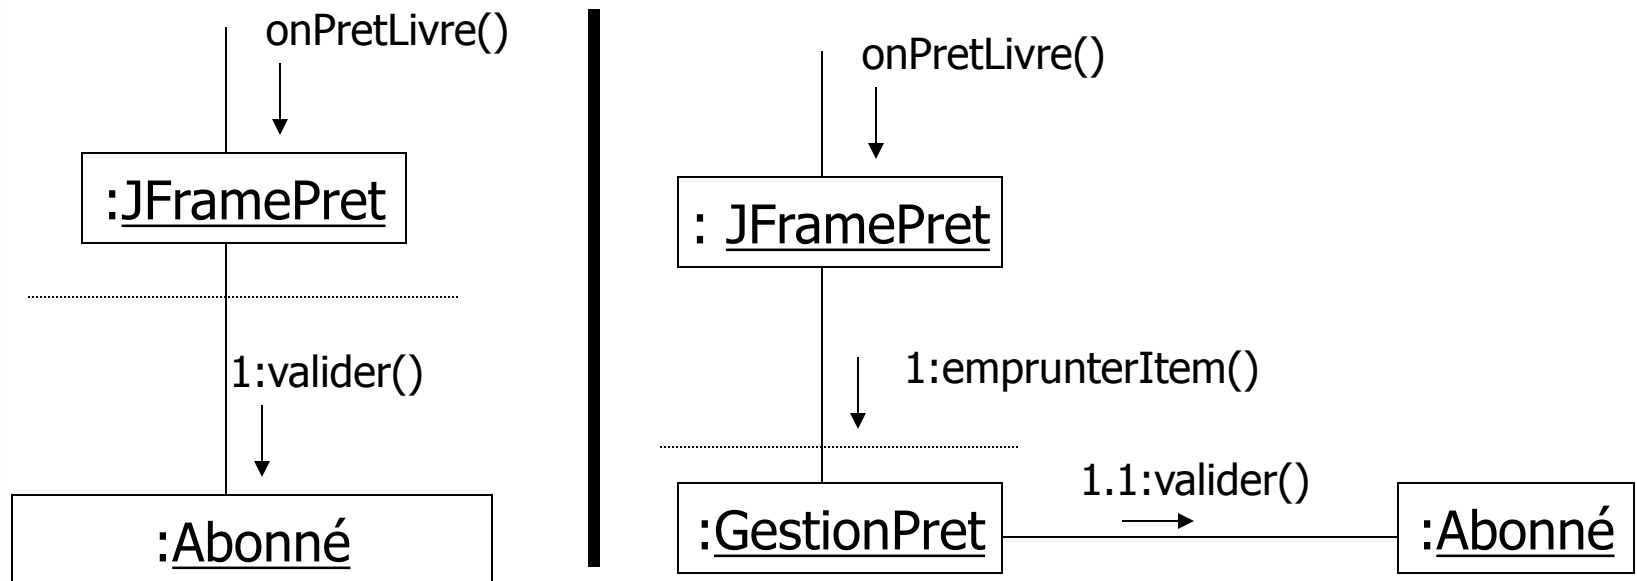 onPretLivre()
:JFramePret
1:valider()
:Abonné
onPretLivre()
: JFramePret
1:emprunterItem()
1.1:valider()
:GestionPret
:Abonné